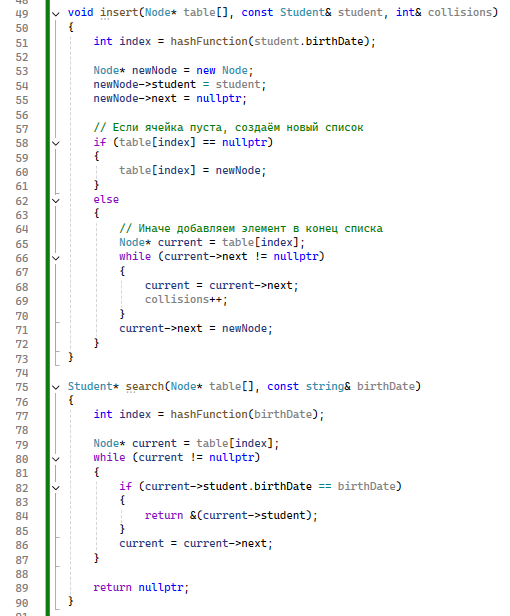 49 void insert(Node* table[], const Student& student, int& collisions)
50 {
51     int index = hashFunction(student.birthDate);
52
53     Node* newNode = new Node;
54     newNode->student = student;
55     newNode->next = nullptr;
56
57     // Если ячейка пуста, создаём новый список
58     if (table[index] == nullptr)
59     {
60         table[index] = newNode;
61     }
62     else
63     {
64         // Иначе добавляем элемент в конец списка
65         Node* current = table[index];
66         while (current->next != nullptr)
67         {
68             current = current->next;
69             collisions++;
70         }
71         current->next = newNode;
72     }
73 }
74
75 Student* search(Node* table[], const string& birthDate)
76 {
77     int index = hashFunction(birthDate);
78
79     Node* current = table[index];
80     while (current != nullptr)
81     {
82         if (current->student.birthDate == birthDate)
83         {
84             return &(current->student);
85         }
86         current = current->next;
87     }
88
89     return nullptr;
90 }